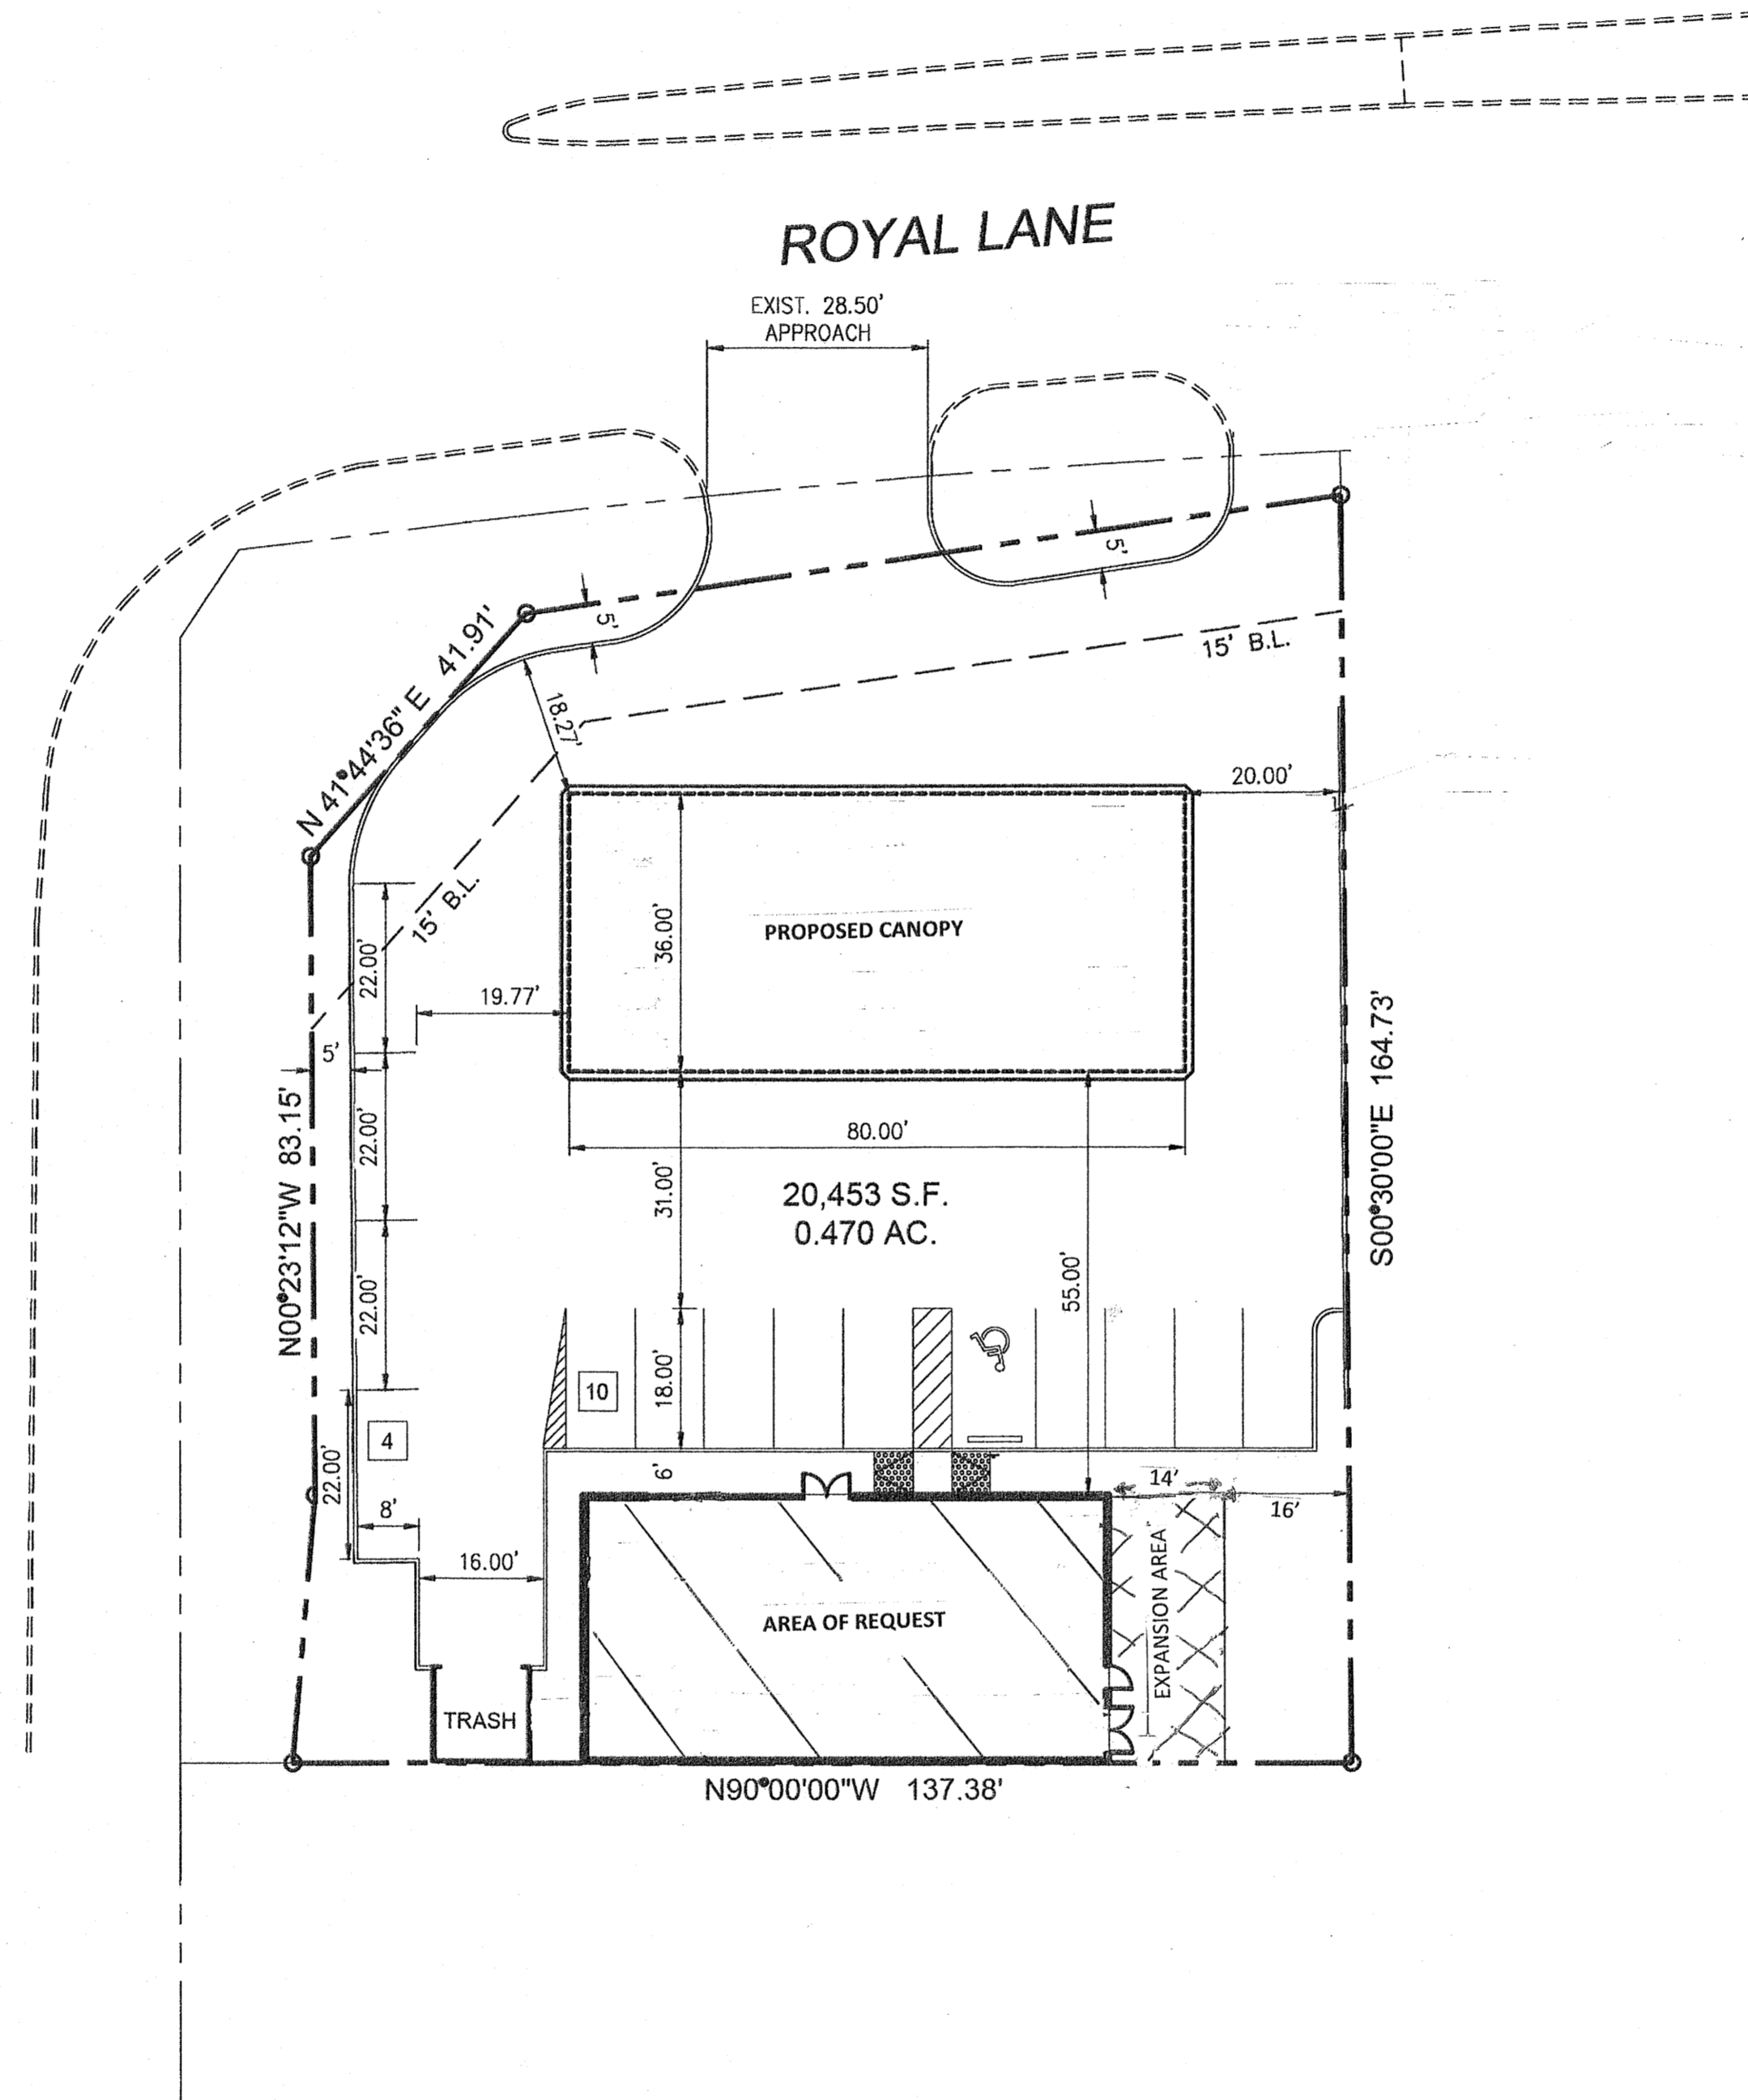 ROYAL LANE
EXIST. 28.50'
APPROACH
5'
5'
15' B.L.
N 41°44'36" E 41.91'
18.27'
20.00'
15' B.L.
22.00'
36.00'
PROPOSED CANOPY
19.77'
5'
N00°23'12"W 83.15'
22.00'
80.00'
S00°30'00"E 164.73'
31.00'
20,453 S.F.
0.470 AC.
22.00'
55.00'
18.00'
10
4
22.00'
6'
14'
16'
8'
16.00'
EXPANSION AREA
AREA OF REQUEST
TRASH
N90°00'00"W 137.38'